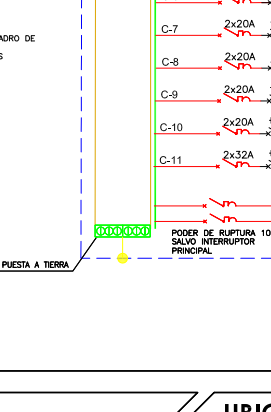 C-7
2x20A
ADRO DE
S
C-8
2x20A
C-9
2x20A
C-10
2x20A
C-11
2x32A
PODER DE RUPTURA 10
SALVO INTERRUPTOR
PRINCIPAL
PUESTA A TIERRA
UBIC